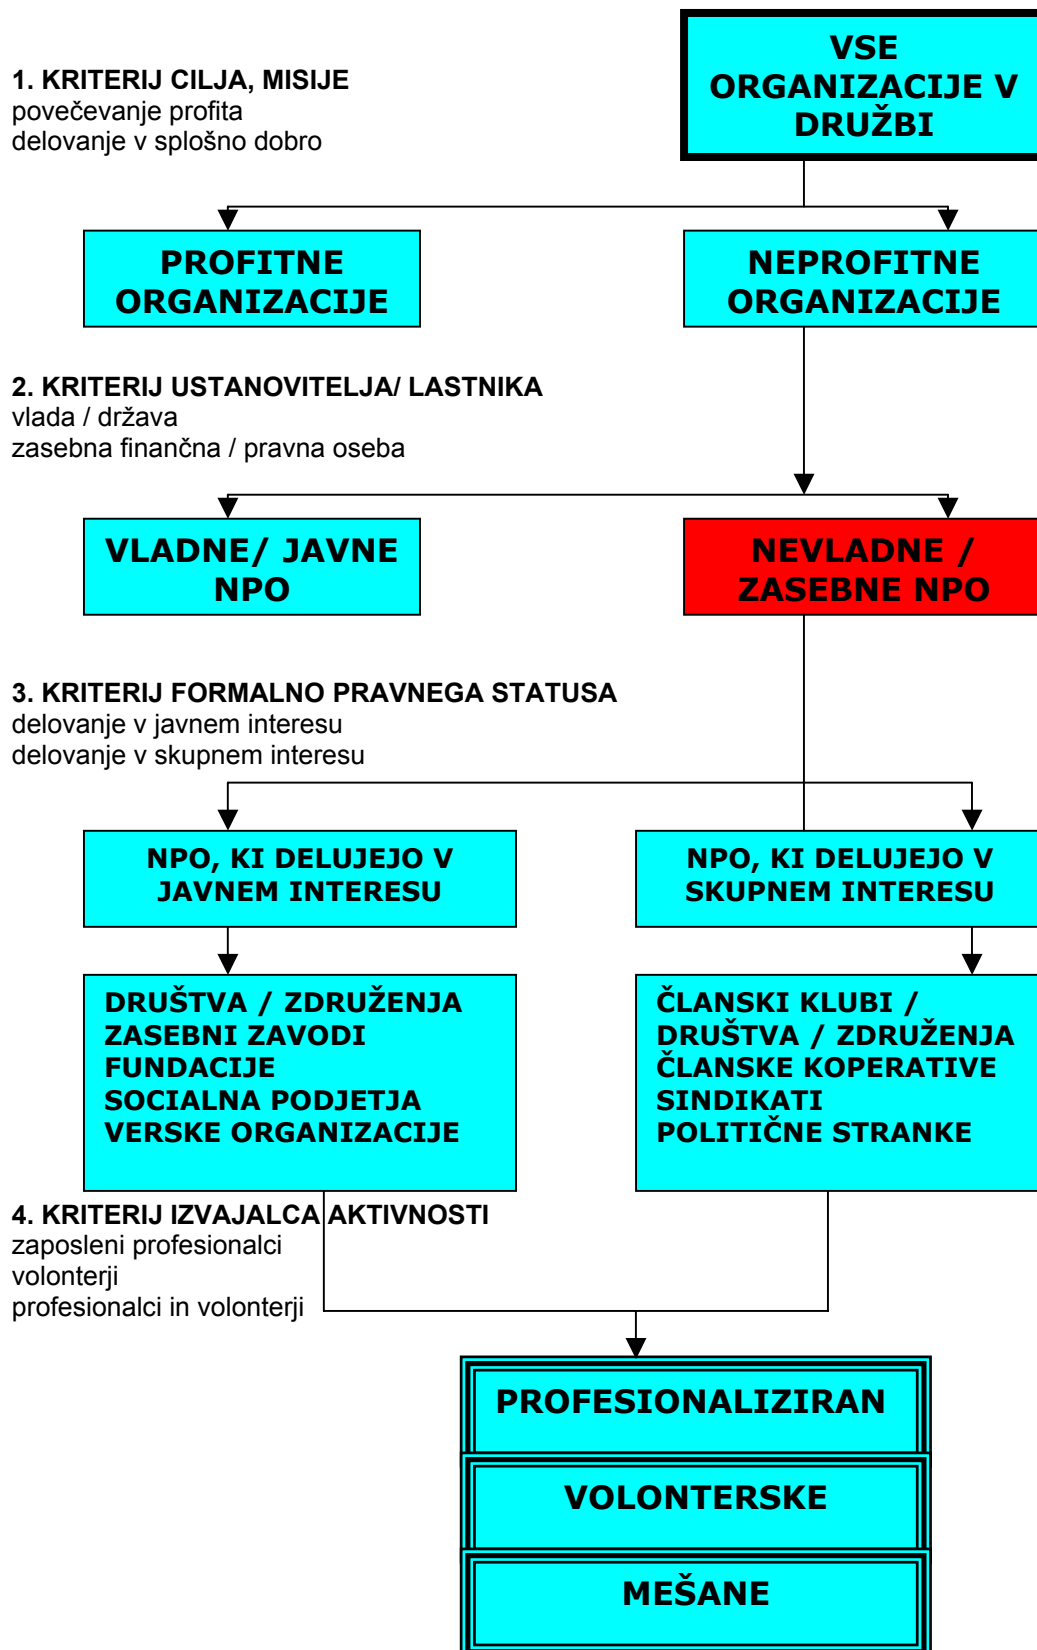 VSE
ORGANIZACIJE V
DRUŽBI
1. KRITERIJ CILJA, MISIJE
povečevanje profita
delovanje v splošno dobro
PROFITNE
ORGANIZACIJE
NEPROFITNE
ORGANIZACIJE
2. KRITERIJ USTANOVITELJA/ LASTNIKA
vlada / država
zasebna finančna / pravna oseba
VLADNE/ JAVNE
NPO
NEVLADNE /
ZASEBNE NPO
3. KRITERIJ FORMALNO PRAVNEGA STATUSA
delovanje v javnem interesu
delovanje v skupnem interesu
NPO, KI DELUJEJO V
JAVNEM INTERESU
NPO, KI DELUJEJO V
SKUPNEM INTERESU
DRUŠTVA / ZDRUŽENJA
ZASEBNI ZAVODI
FUNDACIJE
SOCIALNA PODJETJA
VERSKE ORGANIZACIJE
ČLANSKI KLUBI /
DRUŠTVA / ZDRUŽENJA
ČLANSKE KOPERATIVE
SINDIKATI
POLITIČNE STRANKE
4. KRITERIJ IZVAJALCA AKTIVNOSTI
zaposleni profesionalci
volonterji
profesionalci in volonterji
PROFESIONALIZIRAN
VOLONTERSKE
MEŠANE